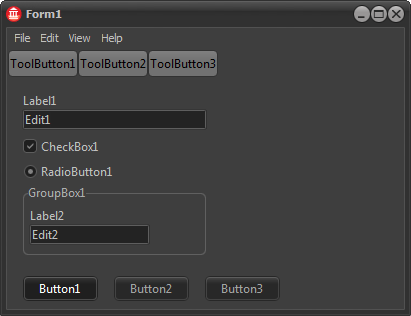 Form1
File Edit View Help
ToolButton1 ToolButton2 ToolButton3
Label1
Edit1
CheckBox1
RadioButton1
GroupBox1
Label2
Edit2
Button1 Button2 Button3